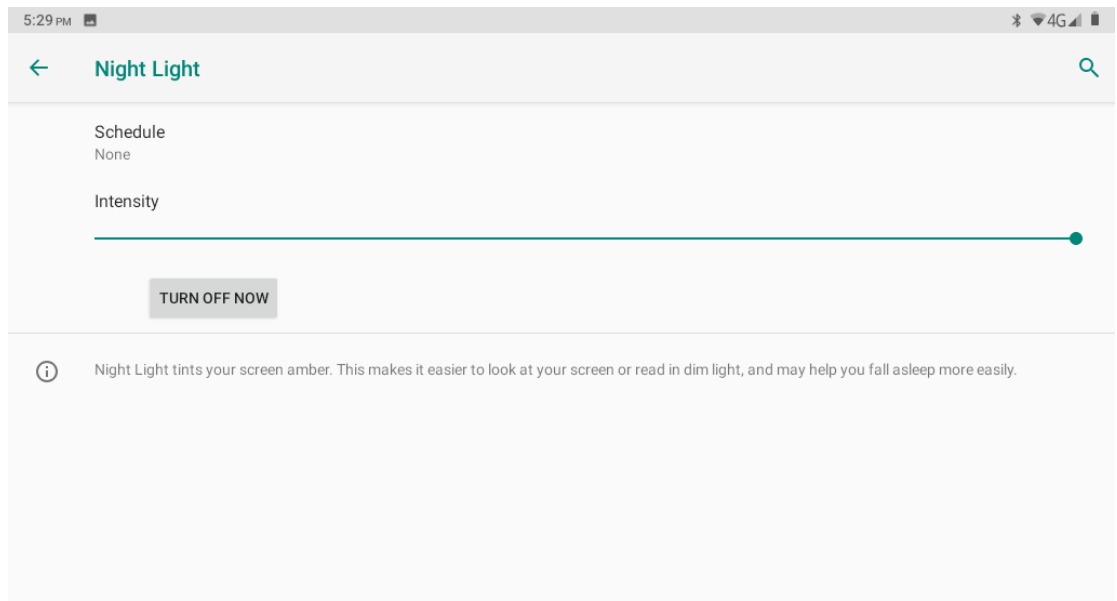 5:29 PM 4G
Night Light
Schedule
None
Intensity
TURN OFF NOW
Night Light tints your screen amber. This makes it easier to look at your screen or read in dim light, and may help you fall asleep more easily.